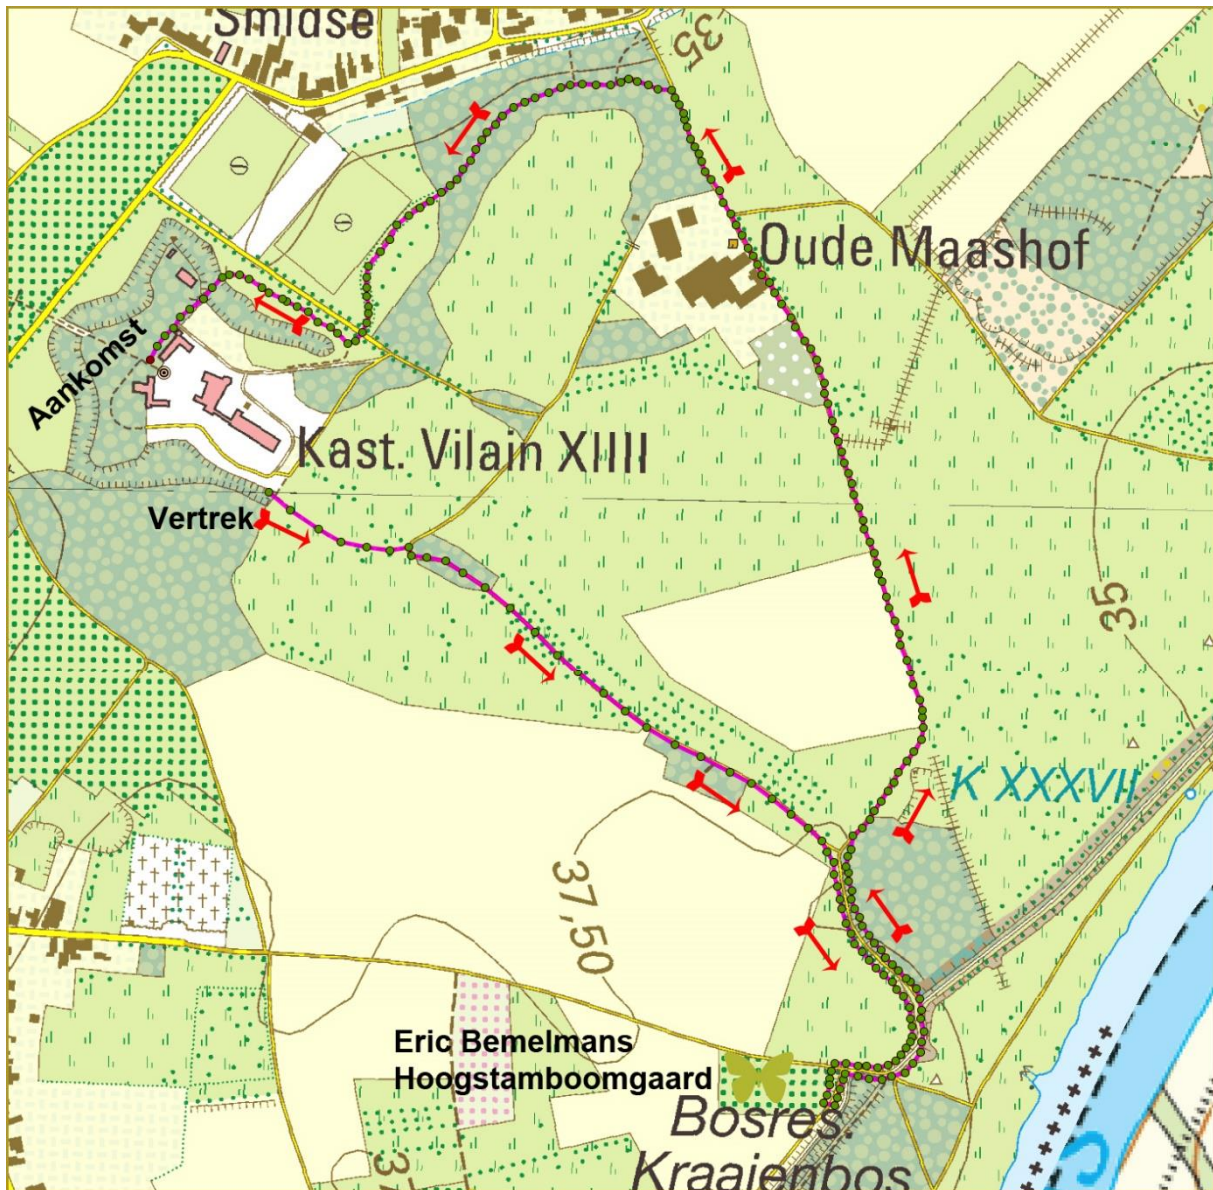 Smidse
35
Oude Maashof
Aankomst
Kast. Vilain XIIII
Vertrek
35
K XXXVII
37,50
Eric Bemelmans
Hoogstamboomgaard
Bosres.
Kraaienbos